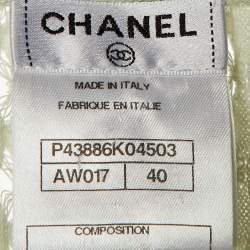 CHANEL
MADE IN ITALY
FABRIQUE EN ITALIE
P43886K04503
AW017 40
COMPOSITION